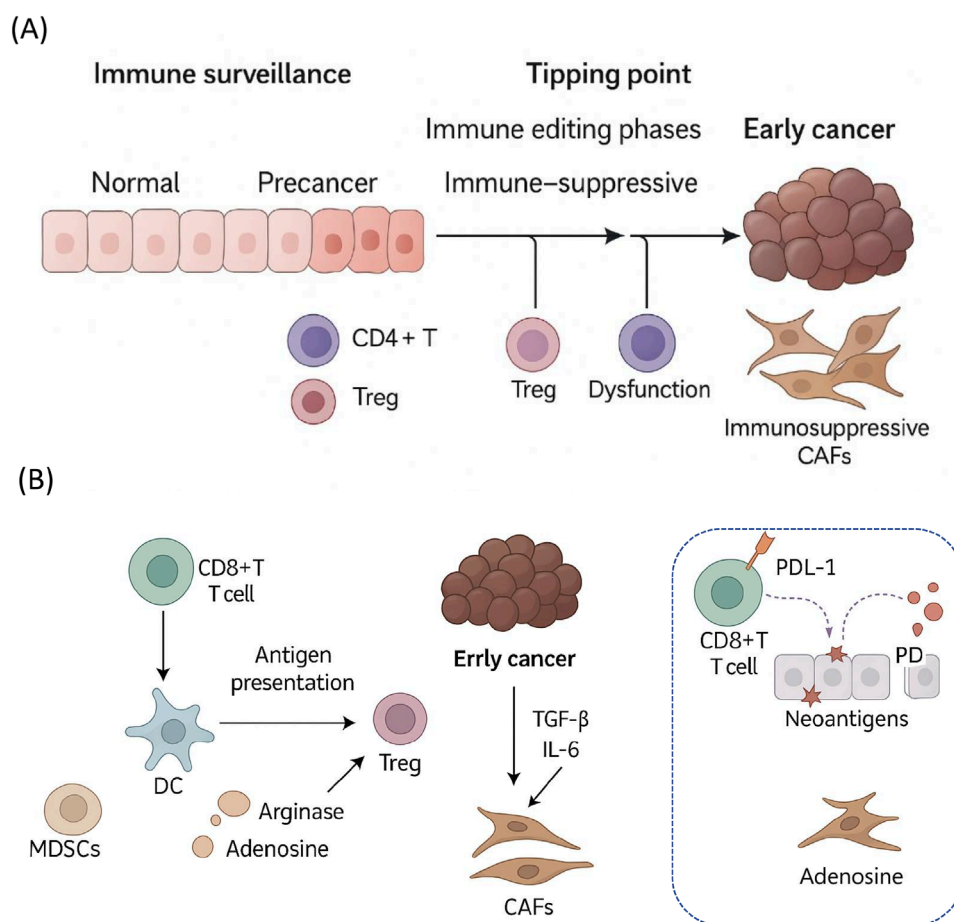 (A)
Immune surveillance
Tipping point
Immune editing phases
Early cancer
Normal
Precancer
Immune–suppressive
CD4 + T
Treg
Treg
Dysfunction
Immunosuppressive
CAFs
(B)
CD8+T
T cell
Antigen
presentation
DC
Treg
MDSCs
Arginase
Adenosine
Errly cancer
TGF-β
IL-6
CAFs
PDL-1
CD8+T
T cell
PD
Neoantigens
Adenosine